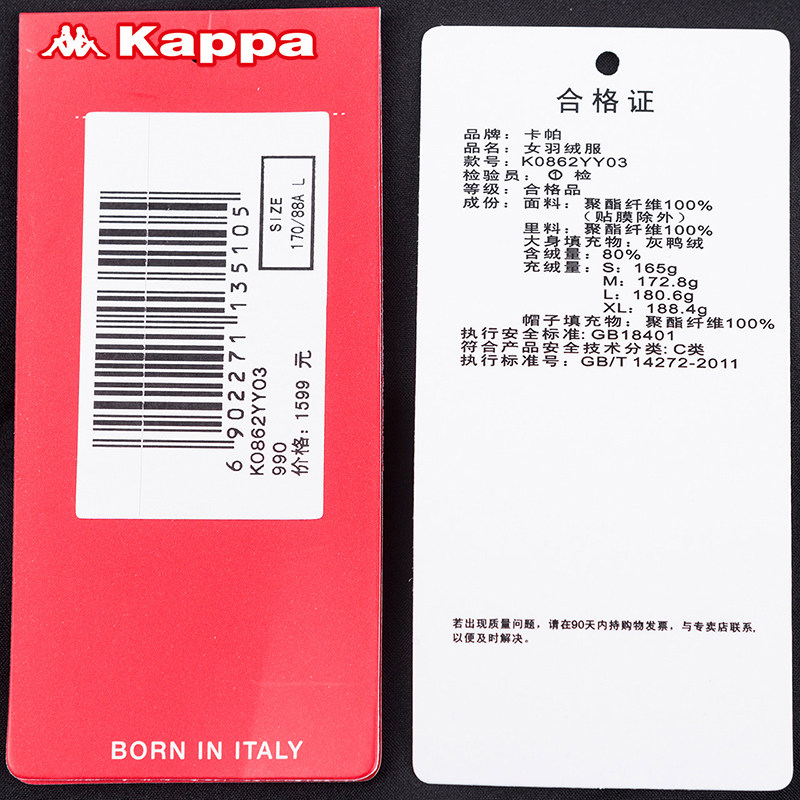 Kappa
SIZE
170/88A L
6 902271 135105
K0862YY03
990
价格: 1599 元
BORN IN ITALY
合格证
品牌: 卡帕
品名: 女羽绒服
款号: K0862YY03
检验员: ① 检
等级: 合格品
成份: 面料: 聚酯纤维100%
(贴膜除外)
里料: 聚酯纤维100%
大身填充物: 灰鸭绒
含绒量: 80%
充绒量: S: 165g
M: 172.8g
L: 180.6g
XL: 188.4g
帽子填充物: 聚酯纤维100%
执行安全标准: GB18401
符合产品安全技术分类: C类
执行标准号: GB/T 14272-2011
若出现质量问题，请在90天内持购物发票，与专卖店联系,
以便及时解决。